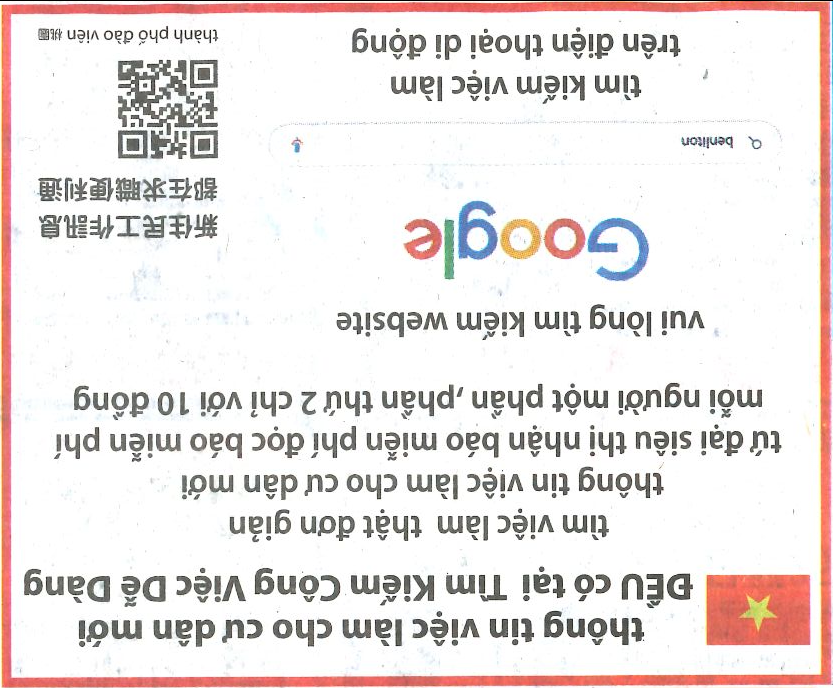 thông tin việc làm cho cư dân mới
ĐỀU có tại Tìm Kiếm Công Việc Dễ Dàng
tìm việc làm thật đơn giản
thông tin việc làm cho cư dân mới
tứ đại siêu thị nhận báo miễn phí đọc báo miễn phí
mỗi người một phần, phần thứ 2 chỉ với 10 đồng
vui lòng tìm kiếm website
Google
benliton
tìm kiếm việc làm
trên điện thoại di động
新住民工作訊息
都在求職便利通
thành phố đào viên 桃園